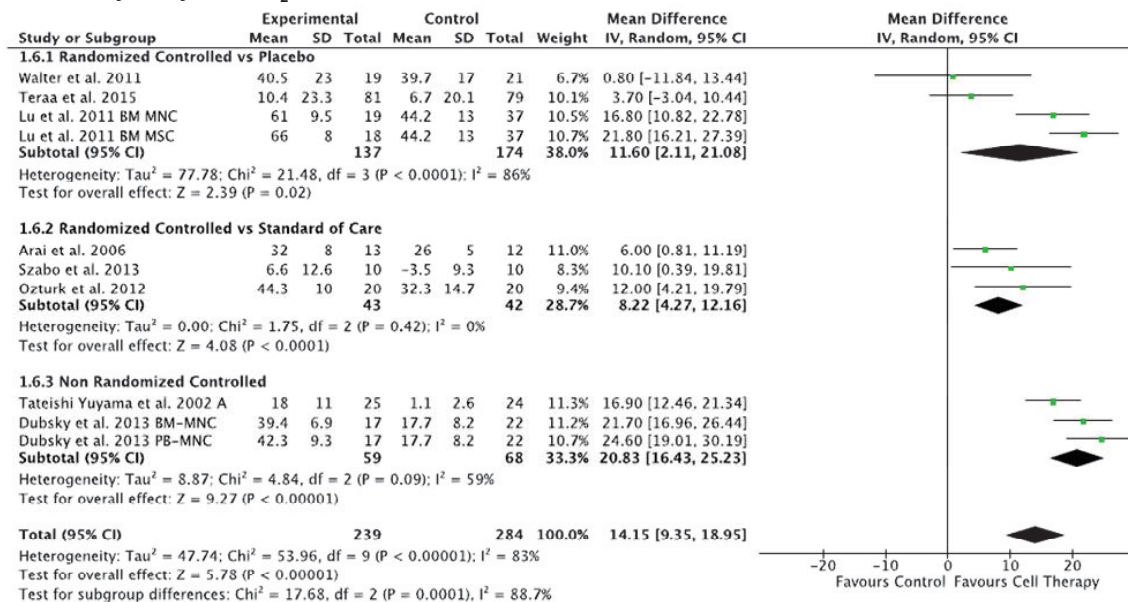 Experimental Control Mean Difference Mean Difference
Study or Subgroup Mean SD Total Mean SD Total Weight IV, Random, 95% CI IV, Random, 95% CI
1.6.1 Randomized Controlled vs Placebo
Walter et al. 2011 40.5 23 19 39.7 17 21 6.7% 0.80 [-11.84, 13.44]
Teraa et al. 2015 10.4 23.3 81 6.7 20.1 79 10.1% 3.70 [-3.04, 10.44]
Lu et al. 2011 BM MNC 61 9.5 19 44.2 13 37 10.5% 16.80 [10.82, 22.78]
Lu et al. 2011 BM MSC 66 8 18 44.2 13 37 10.7% 21.80 [16.21, 27.39]
Subtotal (95% CI) 137 174 38.0% 11.60 [2.11, 21.08]
Heterogeneity: Tau² = 77.78; Chi² = 21.48, df = 3 (P < 0.0001); I² = 86%
Test for overall effect: Z = 2.39 (P = 0.02)
1.6.2 Randomized Controlled vs Standard of Care
Arai et al. 2006 32 8 13 26 5 12 11.0% 6.00 [0.81, 11.19]
Szabo et al. 2013 6.6 12.6 10 -3.5 9.3 10 8.3% 10.10 [0.39, 19.81]
Ozturk et al. 2012 44.3 10 20 32.3 14.7 20 9.4% 12.00 [4.21, 19.79]
Subtotal (95% CI) 43 42 28.7% 8.22 [4.27, 12.16]
Heterogeneity: Tau² = 0.00; Chi² = 1.75, df = 2 (P = 0.42); I² = 0%
Test for overall effect: Z = 4.08 (P < 0.0001)
1.6.3 Non Randomized Controlled
Tateishi Yuyama et al. 2002 A 18 11 25 1.1 2.6 24 11.3% 16.90 [12.46, 21.34]
Dubsky et al. 2013 BM-MNC 39.4 6.9 17 17.7 8.2 22 11.2% 21.70 [16.96, 26.44]
Dubsky et al. 2013 PB-MNC 42.3 9.3 17 17.7 8.2 22 10.7% 24.60 [19.01, 30.19]
Subtotal (95% CI) 59 68 33.3% 20.83 [16.43, 25.23]
Heterogeneity: Tau² = 8.87; Chi² = 4.84, df = 2 (P = 0.09); I² = 59%
Test for overall effect: Z = 9.27 (P < 0.00001)
Total (95% CI) 239 284 100.0% 14.15 [9.35, 18.95]
Heterogeneity: Tau² = 47.74; Chi² = 53.96, df = 9 (P < 0.00001); I² = 83%
Test for overall effect: Z = 5.78 (P < 0.00001)
Test for subgroup differences: Chi² = 17.68, df = 2 (P = 0.0001), I² = 88.7%
-20 -10 0 10 20
Favours Control Favours Cell Therapy